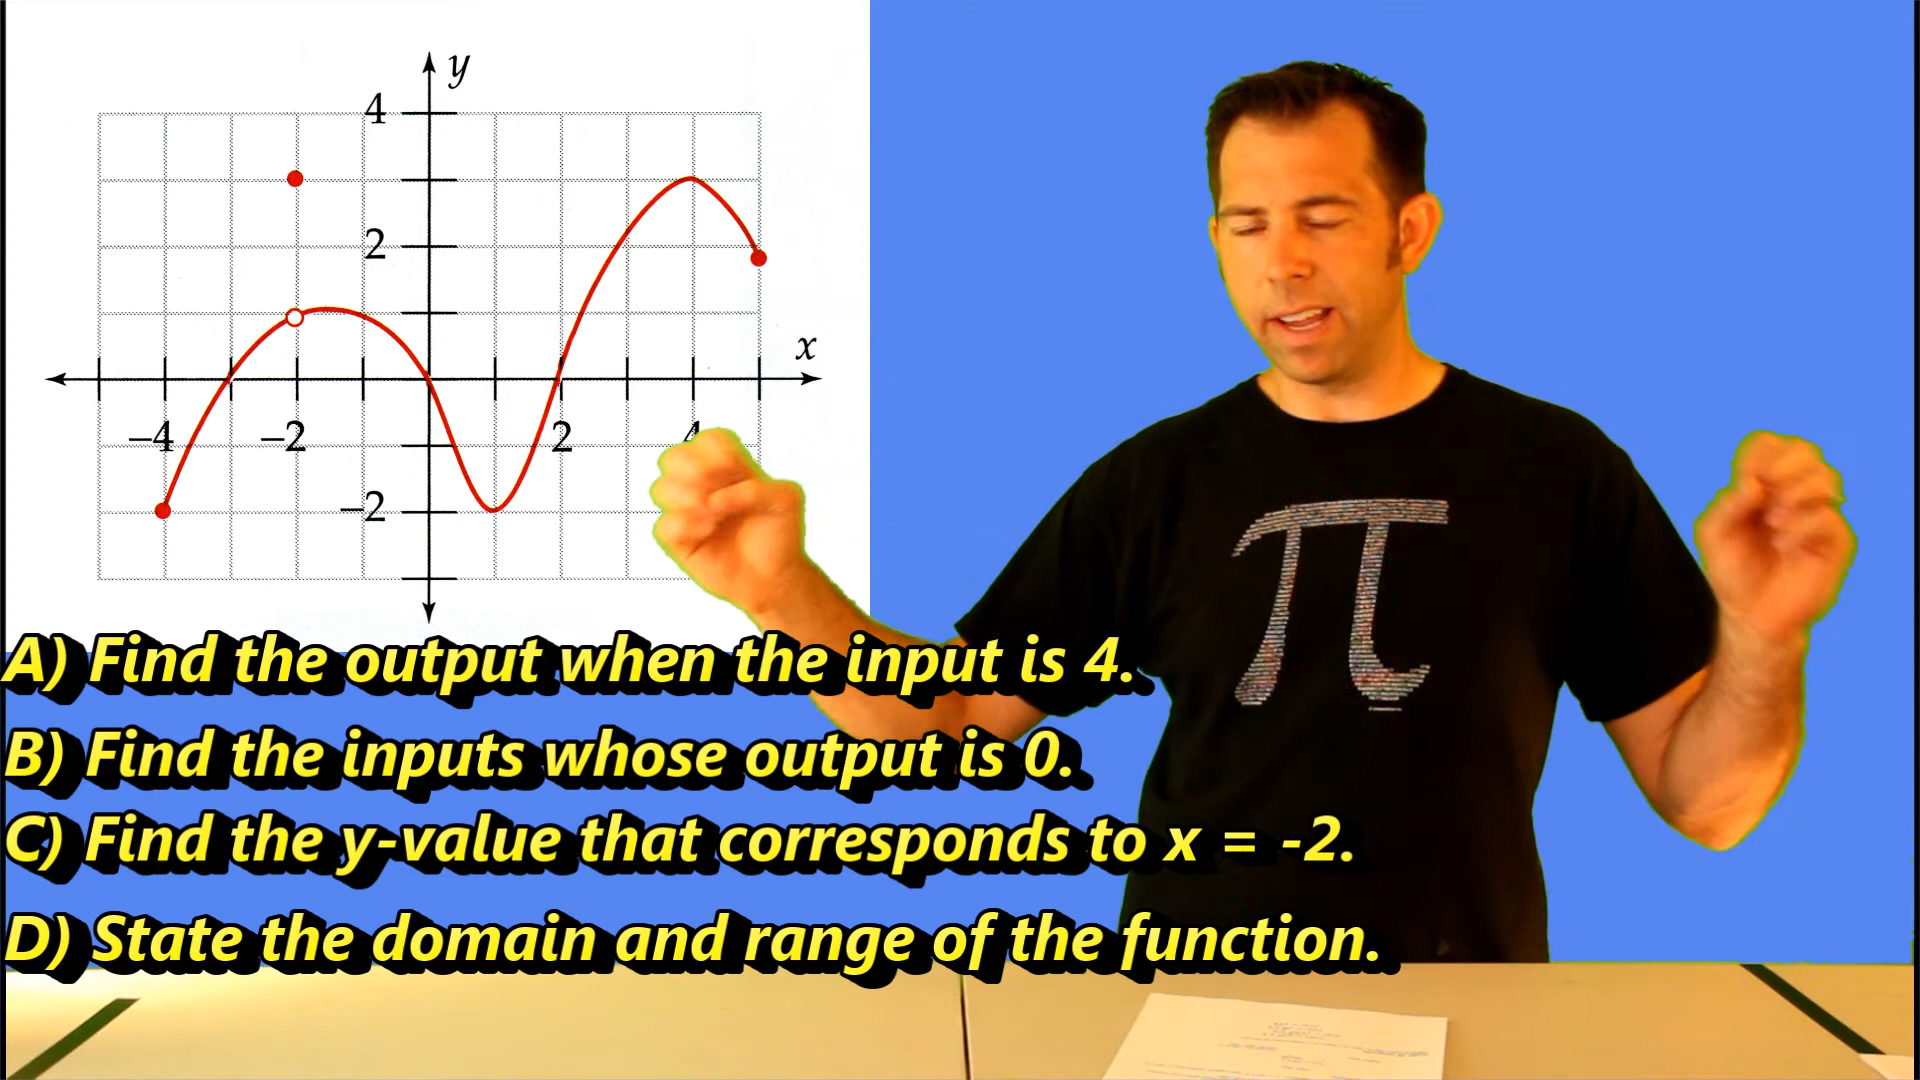 y
4
2
x
–4
–2
2
4
–2
π
A) Find the output when the input is 4.
B) Find the inputs whose output is 0.
C) Find the y-value that corresponds to x = -2.
D) State the domain and range of the function.